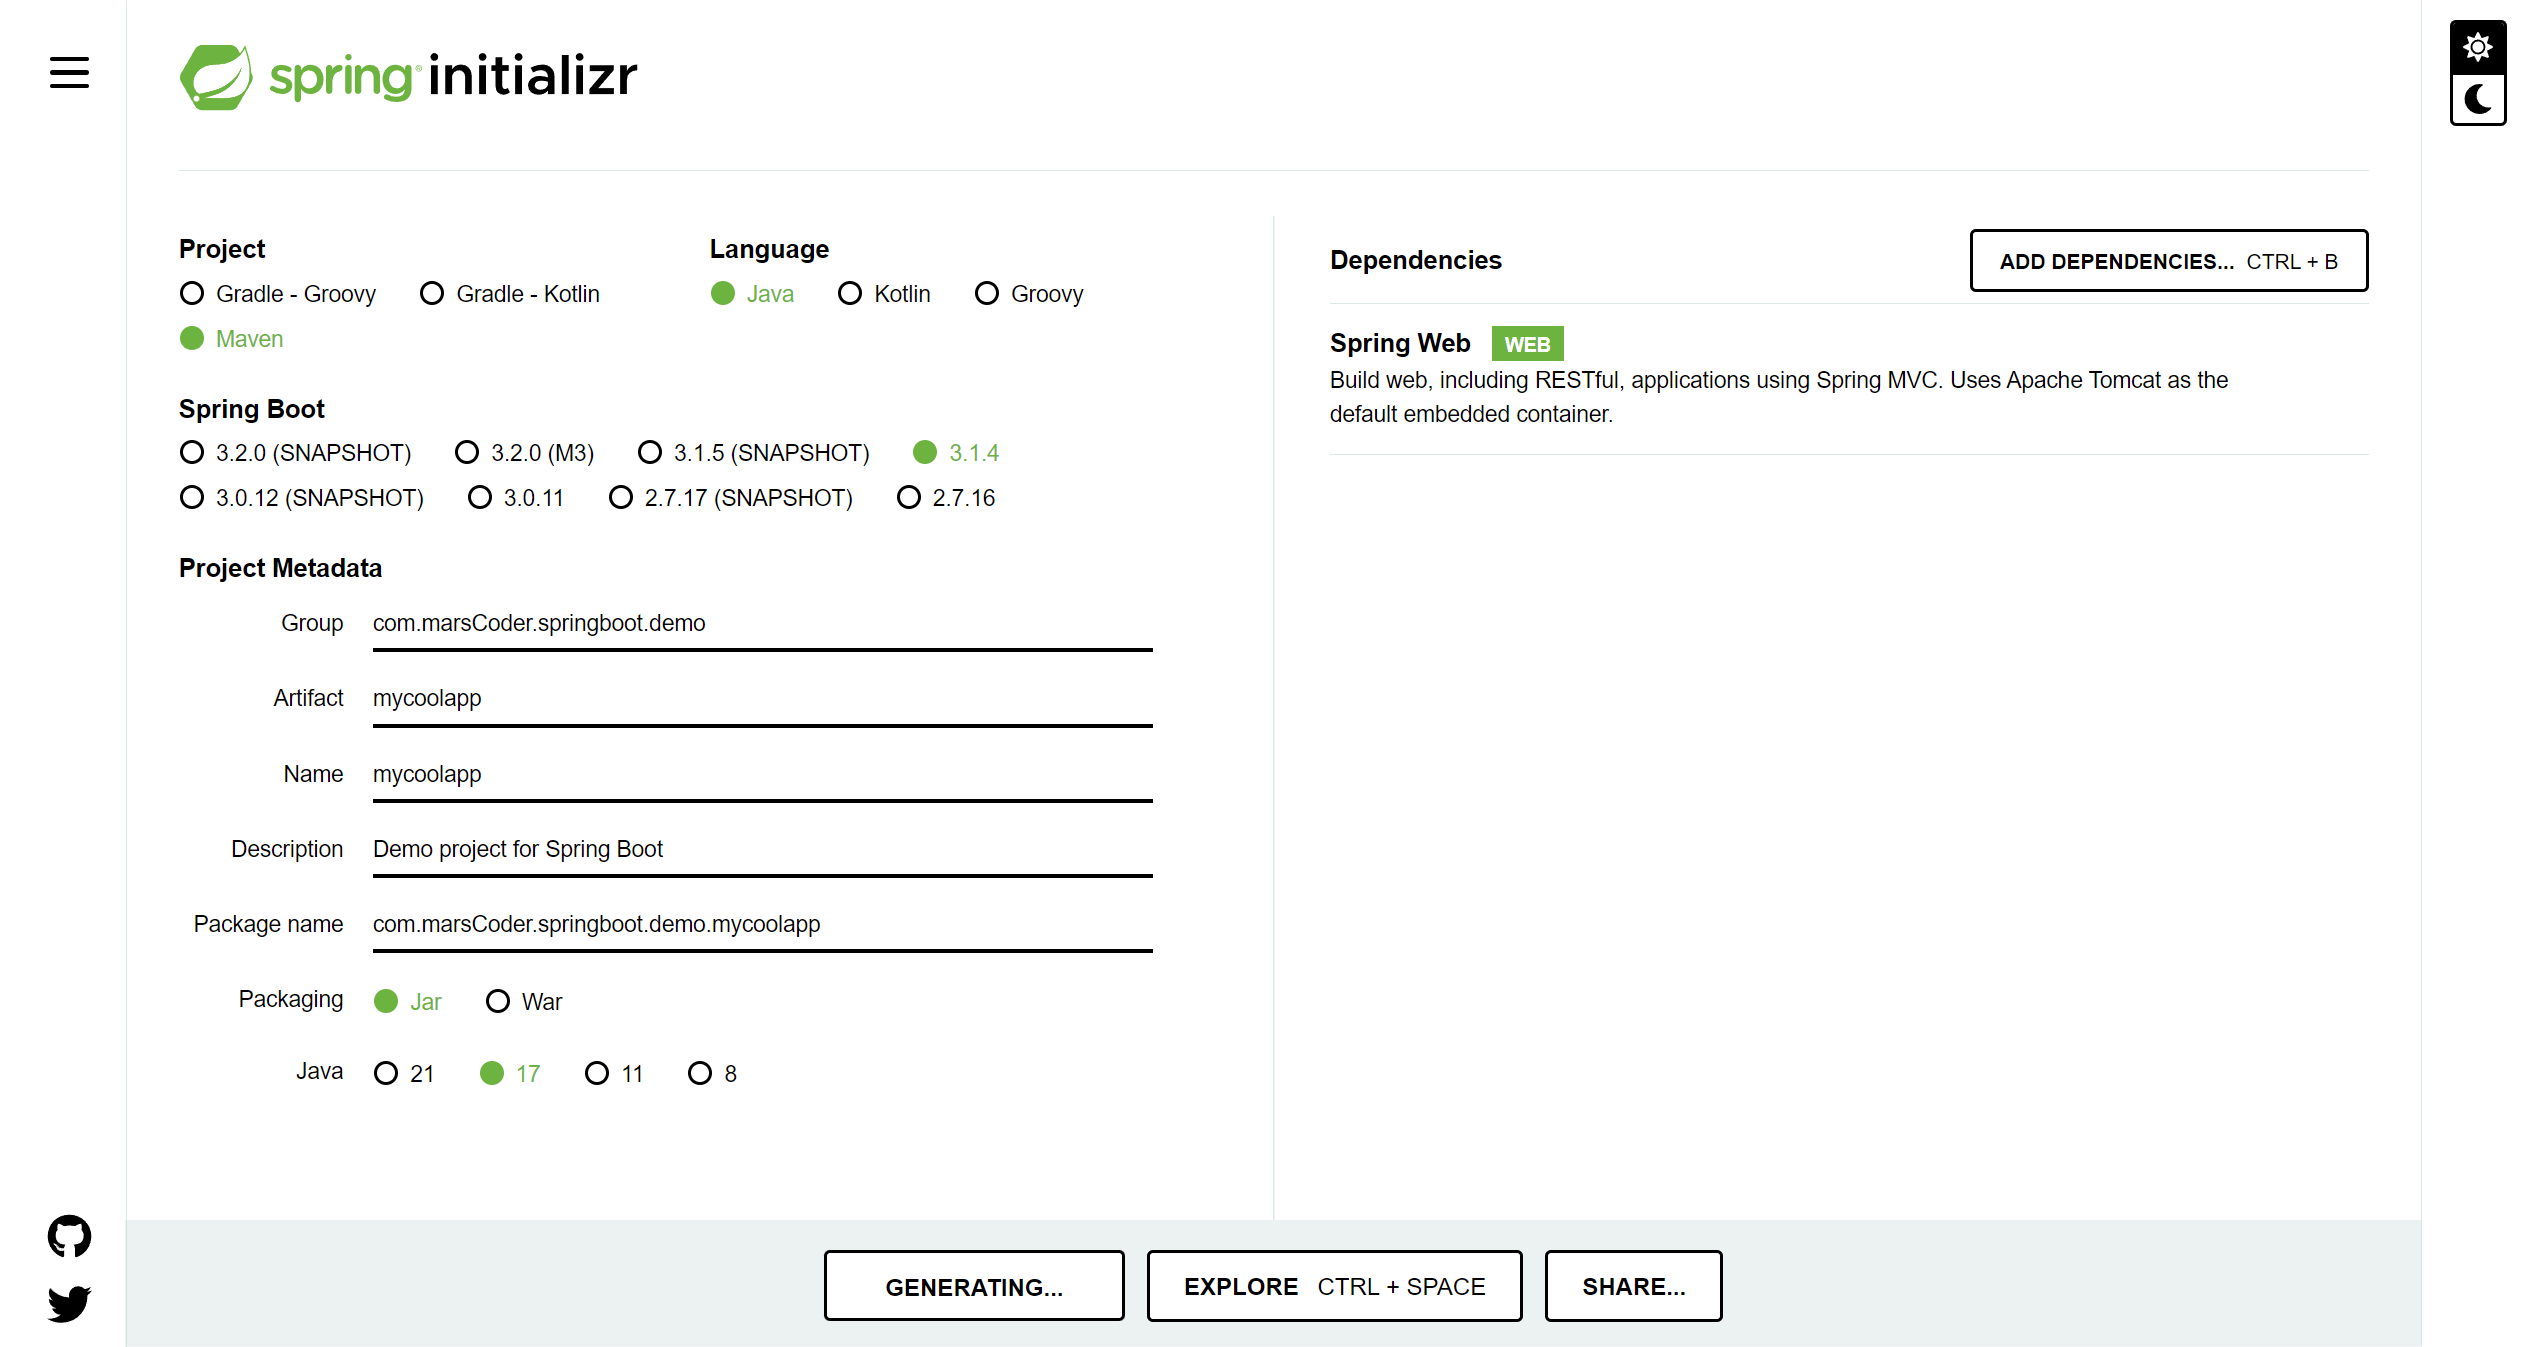 spring initializr
Project
Gradle - Groovy Gradle - Kotlin
Maven
Language
Java Kotlin Groovy
Spring Boot
3.2.0 (SNAPSHOT) 3.2.0 (M3) 3.1.5 (SNAPSHOT) 3.1.4
3.0.12 (SNAPSHOT) 3.0.11 2.7.17 (SNAPSHOT) 2.7.16
Project Metadata
Group com.marsCoder.springboot.demo
Artifact mycoolapp
Name mycoolapp
Description Demo project for Spring Boot
Package name com.marsCoder.springboot.demo.mycoolapp
Packaging Jar War
Java 21 17 11 8
Dependencies ADD DEPENDENCIES... CTRL + B
Spring Web WEB
Build web, including RESTful, applications using Spring MVC. Uses Apache Tomcat as the
default embedded container.
GENERATING... EXPLORE CTRL + SPACE SHARE...